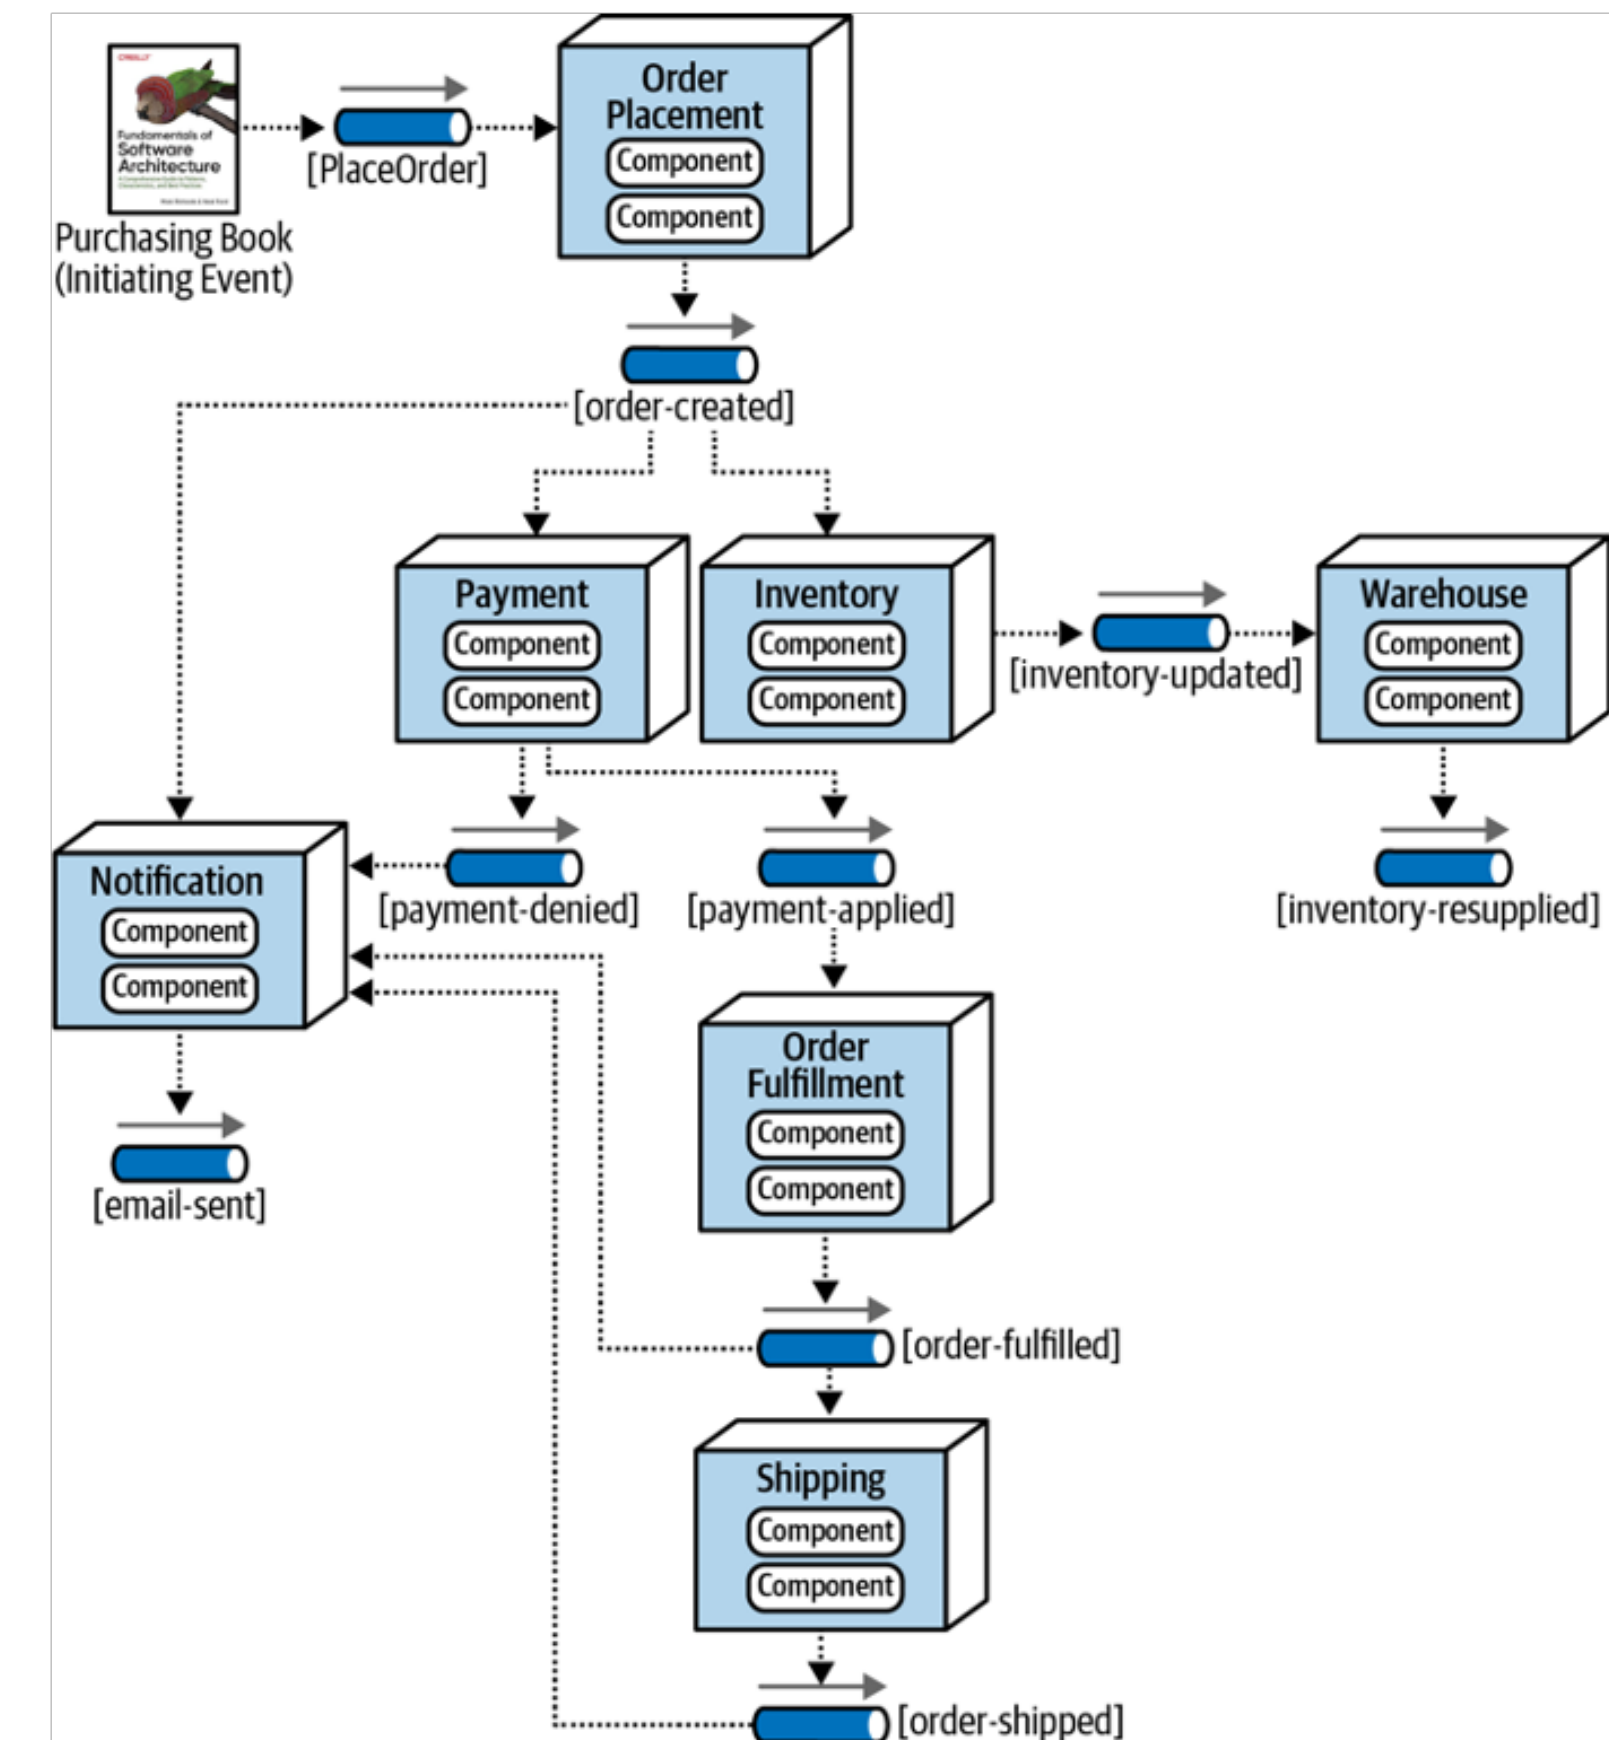 O'REILLY
Fundamentals of
Software
Architecture
Purchasing Book
(Initiating Event)
[PlaceOrder]
Order
Placement
Component
Component
[order-created]
Payment
Component
Component
Inventory
Component
Component
[inventory-updated]
Warehouse
Component
Component
Notification
Component
Component
[payment-denied]
[payment-applied]
[inventory-resupplied]
[email-sent]
Order
Fulfillment
Component
Component
[order-fulfilled]
Shipping
Component
Component
[order-shipped]